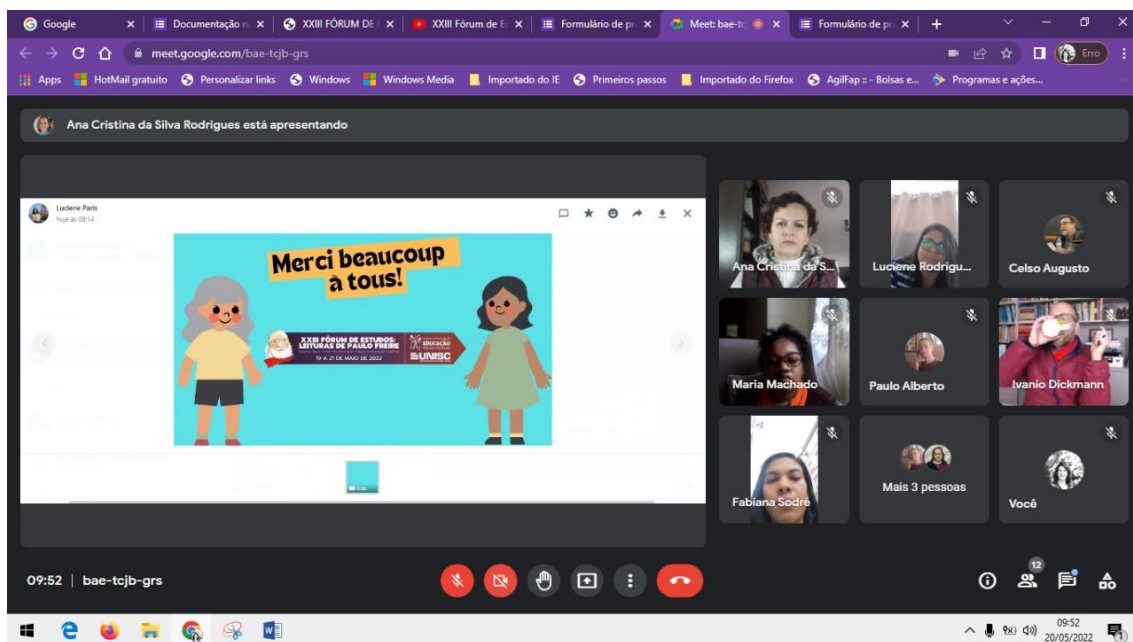 Google
Documentação n
XXIII FÓRUM DE
XXIII Fórum de E
Formulário de pr
Meet: bae-tc
Formulário de pr
meet.google.com/bae-tcjb-grs
Erro
Apps
HotMail gratuito
Personalizar links
Windows
Windows Media
Importado do IE
Primeiros passos
Importado do Firefox
AgilFap :: - Bolsas e...
Programas e ações...
Ana Cristina da Silva Rodrigues está apresentando
Luciene Paris
hoje às 08:14
Merci beaucoup
à tous!
XXIII FÓRUM DE ESTUDOS:
LEITURAS DE PAULO FREIRE
19 A 21 DE MAIO DE 2022
EDUCAÇÃO
UNISC
Ana Cristina da S...
Luciene Rodrigu...
Celso Augusto
Maria Machado
Paulo Alberto
Ivanio Dickmann
Fabiana Sodré
Mais 3 pessoas
Você
09:52 | bae-tcjb-grs
12
09:52
20/05/2022
1